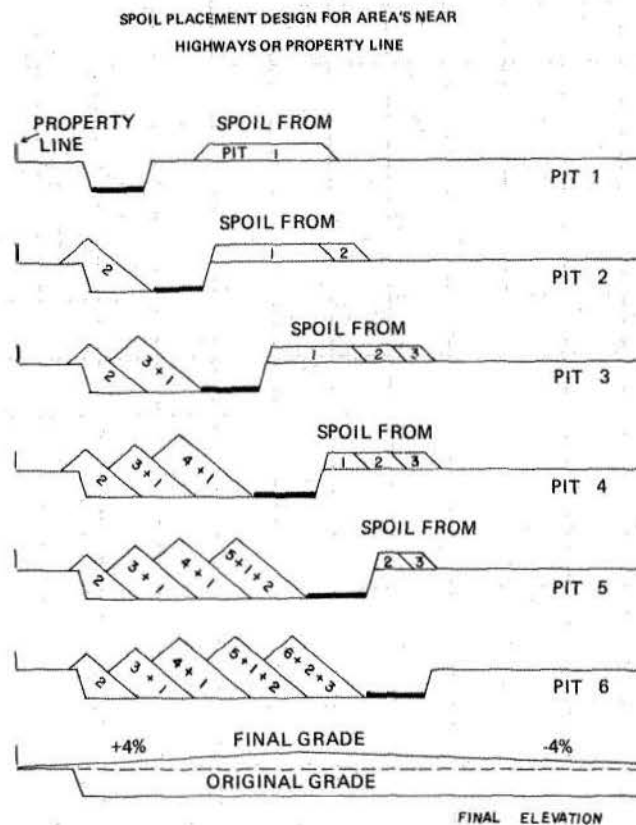 SPOIL PLACEMENT DESIGN FOR AREA'S NEAR
HIGHWAYS OR PROPERTY LINE
PROPERTY
LINE
SPOIL FROM
PIT 1
PIT 1
SPOIL FROM
2
1
2
PIT 2
SPOIL FROM
2
3+1
1
2
3
PIT 3
SPOIL FROM
2
3+1
4+1
1
2
3
PIT 4
SPOIL FROM
2
3+1
4+1
5+1+2
2
3
PIT 5
2
3+1
4+1
5+1+2
6+2+3
PIT 6
+4%
FINAL GRADE
-4%
ORIGINAL GRADE
FINAL ELEVATION